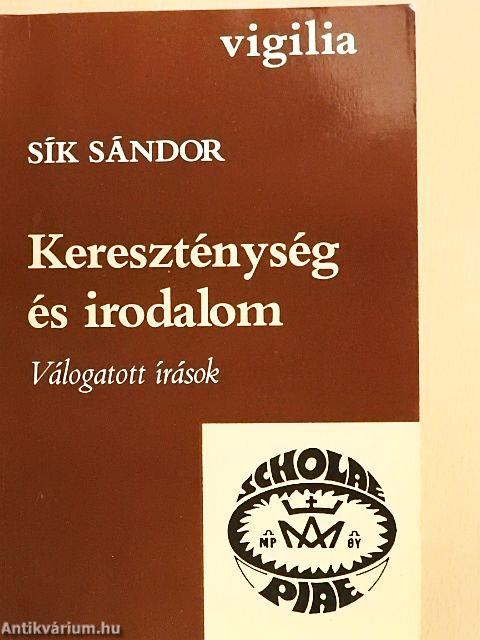 vigilia
SÍK SÁNDOR
Kereszténység
és irodalom
Válogatott írások
SCHOLAE
MP ΘY
PIAE
Antikvárium.hu